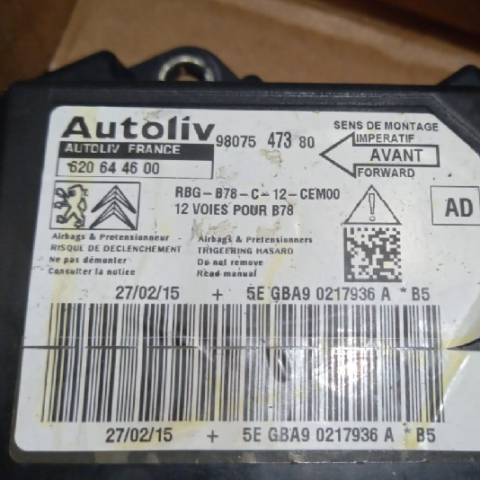 Autoliv 98075 473 80
AUTOLIV FRANCE
620 64 46 00
SENS DE MONTAGE
IMPERATIF
AVANT
FORWARD
RBG-B78-C-12-CEM00
12 VOIES POUR B78
AD
Airbags & Pretensionneur
RISQUE DE DECLENCHEMENT
Ne pas démonter
Consulter la notice
Airbags & Pretensioners
TRIGEERING HASARD
Do not remove
Read manual
27/02/15 + 5E GBA9 0217936 A * B5
27/02/15 + 5E GBA9 0217936 A * B5